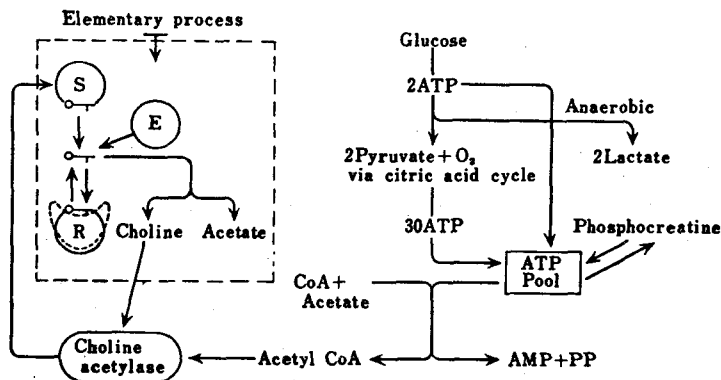 Elementary process
S
E
R
Choline
Acetate
Choline
acetylase
Acetyl CoA
Glucose
2ATP
Anaerobic
2Pyruvate+O₂
via citric acid cycle
2Lactate
30ATP
Phosphocreatine
ATP
Pool
CoA+
Acetate
AMP+PP